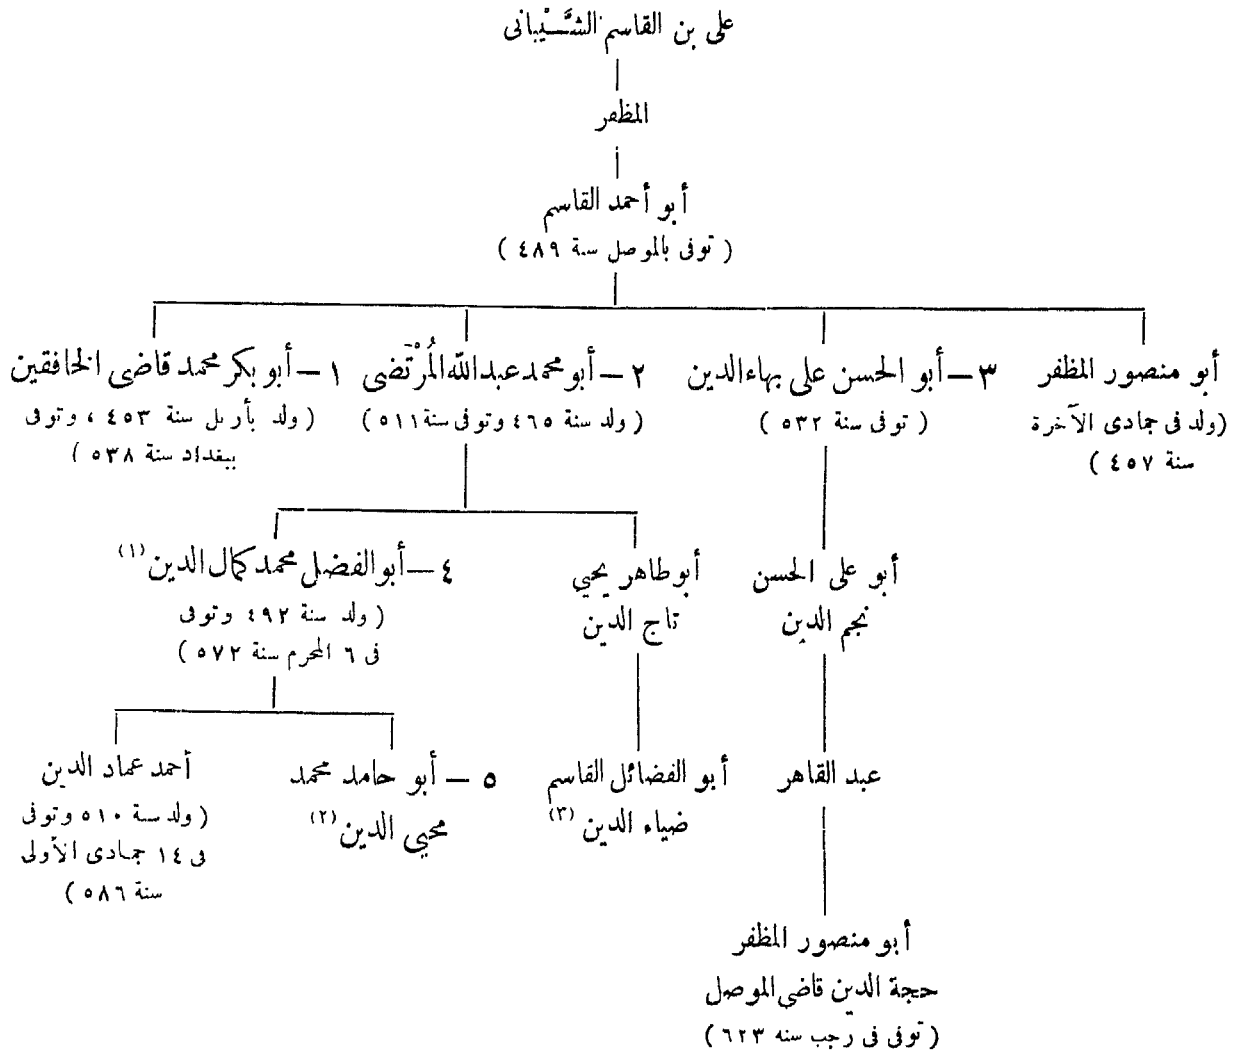 على بن القاسم الشَّيبانى
المظفر
أبو أحمد القاسم
( توفى بالموصل سنة ٤٨٩ )
أبو منصور المظفر
(ولد فى جمادى الآخرة
سنة ٤٥٧ )
٣ – أبو الحسن على بهاء الدين
( توفى سنة ٥٣٢ )
٢ – أبو محمد عبد الله المُرْتَضى
( ولد سنة ٤٦٥ وتوفى سنة ٥١١ )
١ – أبو بكر محمد قاضى الخافقين
( ولد بأربل سنة ٤٥٣ ، وتوفى
ببغداد سنة ٥٣٨ )
أبو على الحسن
نجم الدين
أبو طاهر يحيي
تاج الدين
٤ – أبو الفضل محمد كمال الدين (١)
( ولد سنة ٤٩٢ وتوفى
فى ٦ المحرم سنة ٥٧٢ )
عبد القاهر
أبو الفضائل القاسم
ضياء الدين (٣)
٥ – أبو حامد محمد
محيى الدين (٢)
أحمد عماد الدين
( ولد سنة ٥١٠ وتوفى
فى ١٤ جمادى الأولى
سنة ٥٨٦ )
أبو منصور المظفر
حجة الدين قاضى الموصل
( توفى فى رجب سنه ٦٢٣ )